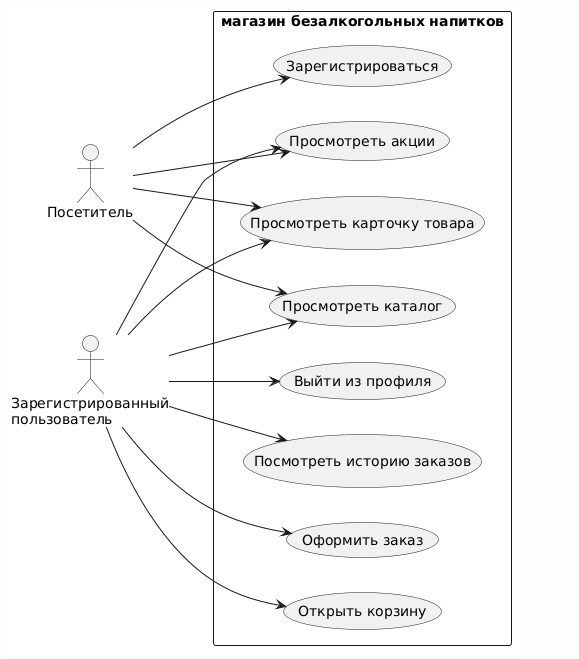 магазин безалкогольных напитков
Зарегистрироваться
Просмотреть акции
Посетитель
Просмотреть карточку товара
Просмотреть каталог
Выйти из профиля
Зарегистрированный
пользователь
Посмотреть историю заказов
Оформить заказ
Открыть корзину